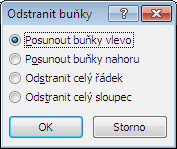 Odstranit buňky
Posunout buňky vlevo
Posunout buňky nahoru
Odstranit celý řádek
Odstranit celý sloupec
OK
Storno